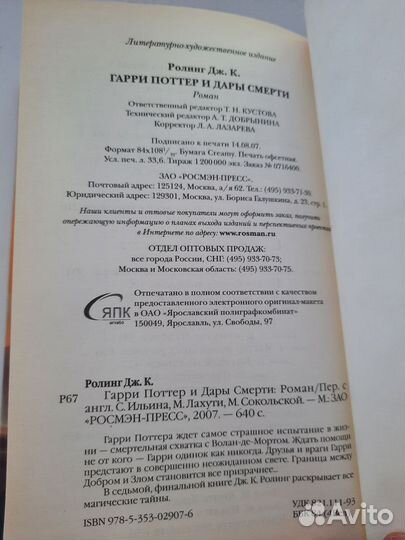 Литературно-художественное издание
Ролинг Дж. К.
ГАРРИ ПОТТЕР И ДАРЫ СМЕРТИ
Роман
Ответственный редактор Т. Н. КУСТОВА
Технический редактор А. Т. ДОБРЫНИНА
Корректор Л. А. ЛАЗАРЕВА
Подписано к печати 14.08.07.
Формат 84х108¹/₃₂. Бумага Creamy. Печать офсетная.
Усл. печ. л. 33,6. Тираж 1 200 000 экз. Заказ № 0716406.
ЗАО «РОСМЭН-ПРЕСС».
Почтовый адрес: 125124, Москва, а/я 62. Тел.: (495) 933-71-30.
Юридический адрес: 129301, Москва, ул. Бориса Галушкина, д. 23, стр. 1.
Наши клиенты и оптовые покупатели могут оформить заказ, получить
опережающую информацию о планах выхода изданий и перспективных проектах
в Интернете по адресу: www.rosman.ru
ОТДЕЛ ОПТОВЫХ ПРОДАЖ:
все города России, СНГ: (495) 933-70-73;
Москва и Московская область: (495) 933-70-75.
ЯПК
Отпечатано в полном соответствии с качеством
предоставленного электронного оригинал-макета
в ОАО «Ярославский полиграфкомбинат»
150049, Ярославль, ул. Свободы, 97
Ролинг Дж. К.
Р67 Гарри Поттер и Дары Смерти: Роман/Пер. с
англ. С. Ильина, М. Лахути, М. Сокольской. – М.: ЗАО
«РОСМЭН-ПРЕСС», 2007. – 640 с.
Гарри Поттера ждет самое страшное испытание в жиз-
ни — смертельная схватка с Волан-де-Мортом. Ждать помощи
не от кого — Гарри одинок как никогда. Друзья и враги Гарри
предстают в совершенно неожиданном свете. Граница между
Добром и Злом становится все призрачнее...
В седьмой, финальной книге Дж. К. Ролинг раскрывает все
магические тайны.
УДК 821.111-93
ISBN 978-5-353-02907-6
ББК
Avito